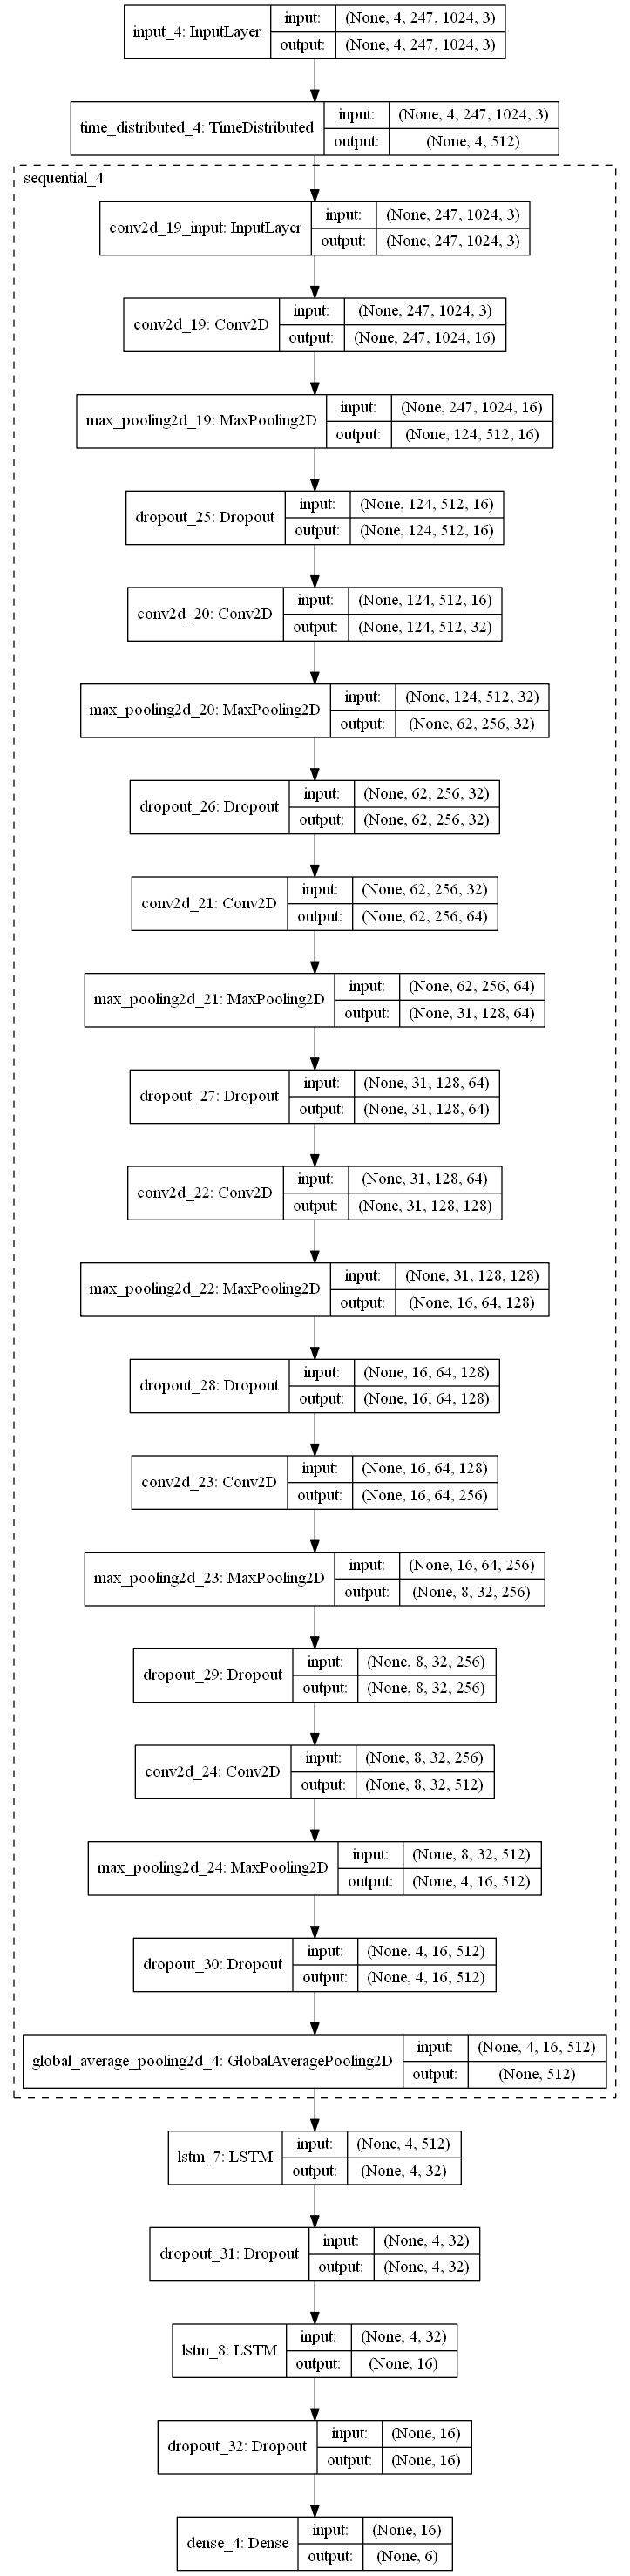 input_4: InputLayer
input: (None, 4, 247, 1024, 3)
output: (None, 4, 247, 1024, 3)
time_distributed_4: TimeDistributed
input: (None, 4, 247, 1024, 3)
output: (None, 4, 512)
sequential_4
conv2d_19_input: InputLayer
input: (None, 247, 1024, 3)
output: (None, 247, 1024, 3)
conv2d_19: Conv2D
input: (None, 247, 1024, 3)
output: (None, 247, 1024, 16)
max_pooling2d_19: MaxPooling2D
input: (None, 247, 1024, 16)
output: (None, 124, 512, 16)
dropout_25: Dropout
input: (None, 124, 512, 16)
output: (None, 124, 512, 16)
conv2d_20: Conv2D
input: (None, 124, 512, 16)
output: (None, 124, 512, 32)
max_pooling2d_20: MaxPooling2D
input: (None, 124, 512, 32)
output: (None, 62, 256, 32)
dropout_26: Dropout
input: (None, 62, 256, 32)
output: (None, 62, 256, 32)
conv2d_21: Conv2D
input: (None, 62, 256, 32)
output: (None, 62, 256, 64)
max_pooling2d_21: MaxPooling2D
input: (None, 62, 256, 64)
output: (None, 31, 128, 64)
dropout_27: Dropout
input: (None, 31, 128, 64)
output: (None, 31, 128, 64)
conv2d_22: Conv2D
input: (None, 31, 128, 64)
output: (None, 31, 128, 128)
max_pooling2d_22: MaxPooling2D
input: (None, 31, 128, 128)
output: (None, 16, 64, 128)
dropout_28: Dropout
input: (None, 16, 64, 128)
output: (None, 16, 64, 128)
conv2d_23: Conv2D
input: (None, 16, 64, 128)
output: (None, 16, 64, 256)
max_pooling2d_23: MaxPooling2D
input: (None, 16, 64, 256)
output: (None, 8, 32, 256)
dropout_29: Dropout
input: (None, 8, 32, 256)
output: (None, 8, 32, 256)
conv2d_24: Conv2D
input: (None, 8, 32, 256)
output: (None, 8, 32, 512)
max_pooling2d_24: MaxPooling2D
input: (None, 8, 32, 512)
output: (None, 4, 16, 512)
dropout_30: Dropout
input: (None, 4, 16, 512)
output: (None, 4, 16, 512)
global_average_pooling2d_4: GlobalAveragePooling2D
input: (None, 4, 16, 512)
output: (None, 512)
lstm_7: LSTM
input: (None, 4, 512)
output: (None, 4, 32)
dropout_31: Dropout
input: (None, 4, 32)
output: (None, 4, 32)
lstm_8: LSTM
input: (None, 4, 32)
output: (None, 16)
dropout_32: Dropout
input: (None, 16)
output: (None, 16)
dense_4: Dense
input: (None, 16)
output: (None, 6)